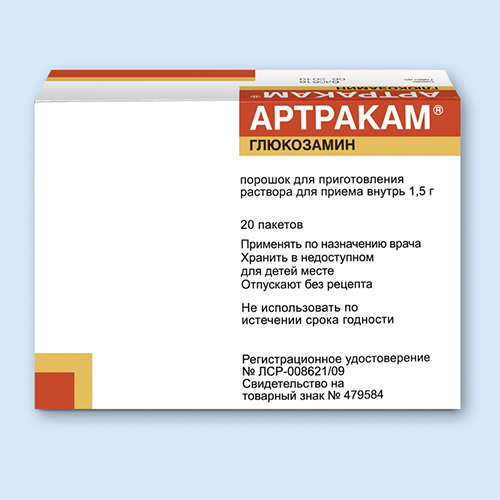 АРТРАКАМ®
ГЛЮКОЗАМИН
АРТРАКАМ®
ГЛЮКОЗАМИН
порошок для приготовления
раствора для приема внутрь 1,5 г
20 пакетов
Применять по назначению врача
Хранить в недоступном
для детей месте
Отпускают без рецепта
Не использовать по
истечении срока годности
Регистрационное удостоверение
№ ЛСР-008621/09
Свидетельство на
товарный знак № 479584